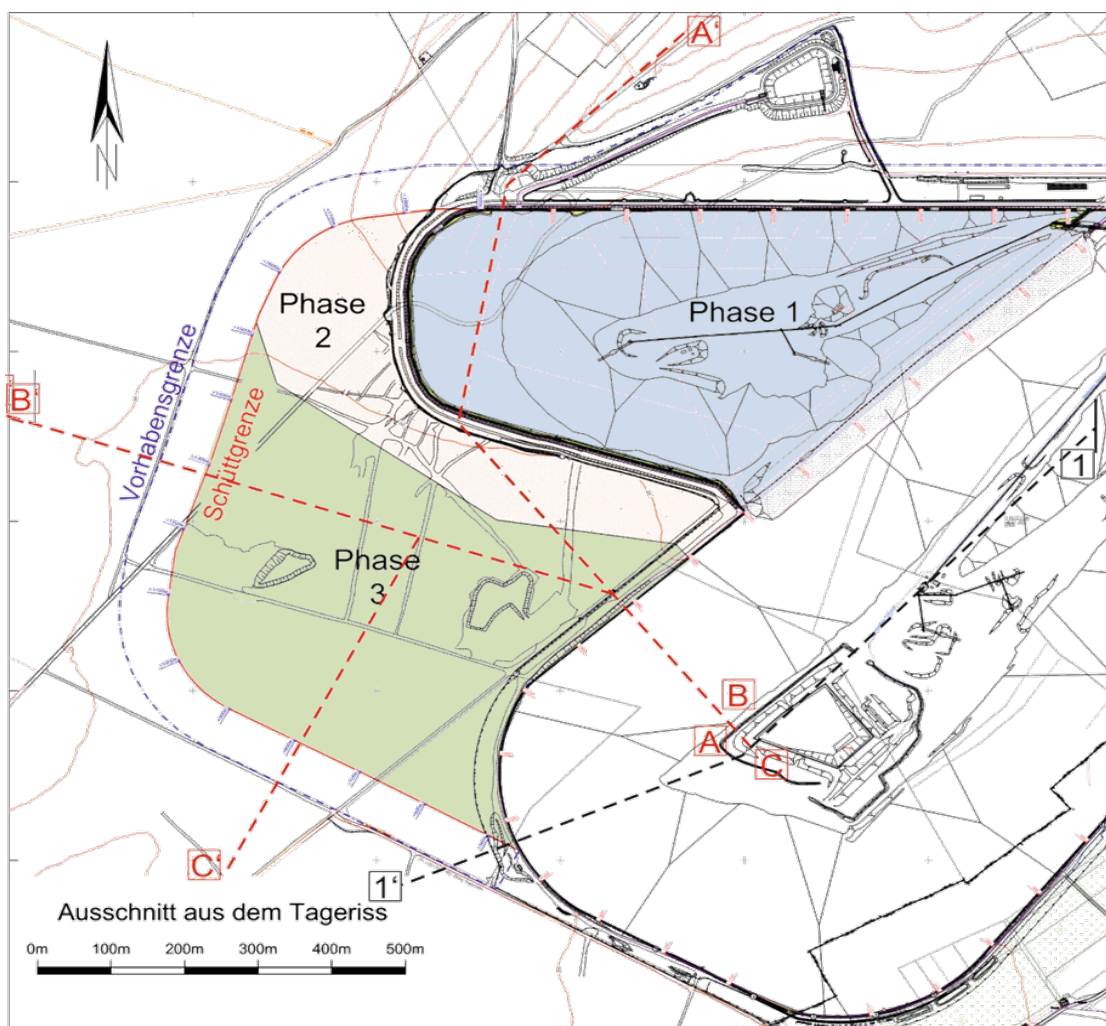 A'
N
Phase
2
Phase 1
B'
Vorhabensgrenze
Schüttgrenze
1
Phase
3
B
A
C
C'
1'
Ausschnitt aus dem Tageriss
0m 100m 200m 300m 400m 500m